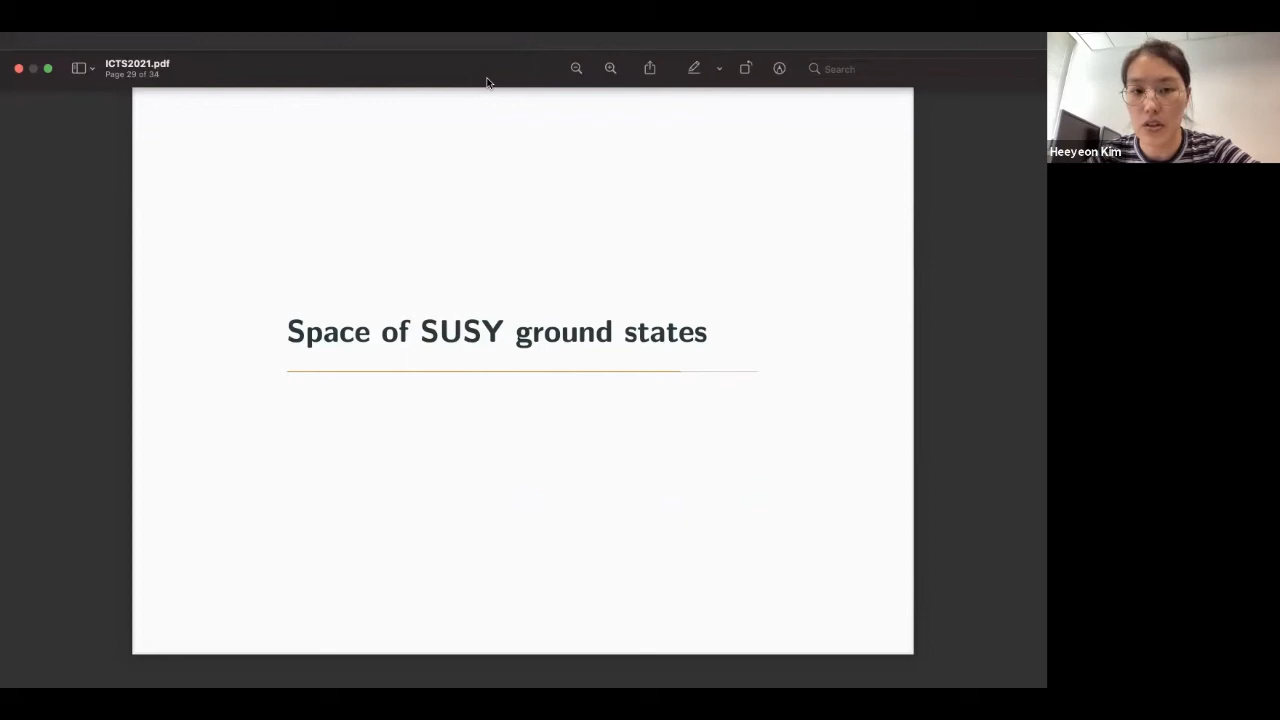 ICTS2021.pdf
Page 29 of 34
Search
Heeyeon Kim
Space of SUSY ground states